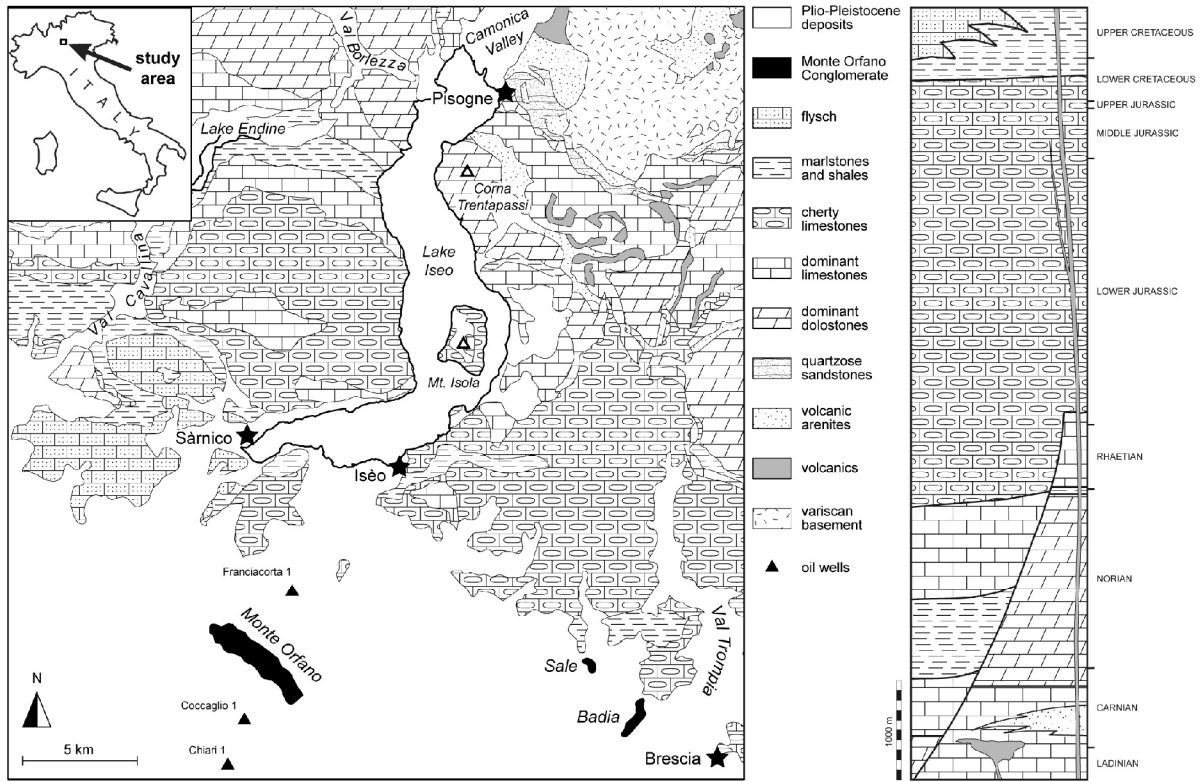 study
area
ITALY
Val Borlezza
Camonica
Valley
Pisogne
Lake Endine
Corna
Trentapassi
Lake
Iseo
Val Cavallina
Mt. Isola
Sàrnico
Isèo
Franciacorta 1
Monte Orfano
Val Trompia
Sale
N
Coccaglio 1
Badia
5 km
Chiari 1
Brescia
Plio-Pleistocene
deposits
Monte Orfano
Conglomerate
flysch
marlstones
and shales
cherty
limestones
dominant
limestones
dominant
dolostones
quartzose
sandstones
volcanic
arenites
volcanics
variscan
basement
oil wells
UPPER CRETACEOUS
LOWER CRETACEOUS
UPPER JURASSIC
MIDDLE JURASSIC
LOWER JURASSIC
RHAETIAN
NORIAN
1000 m
CARNIAN
LADINIAN